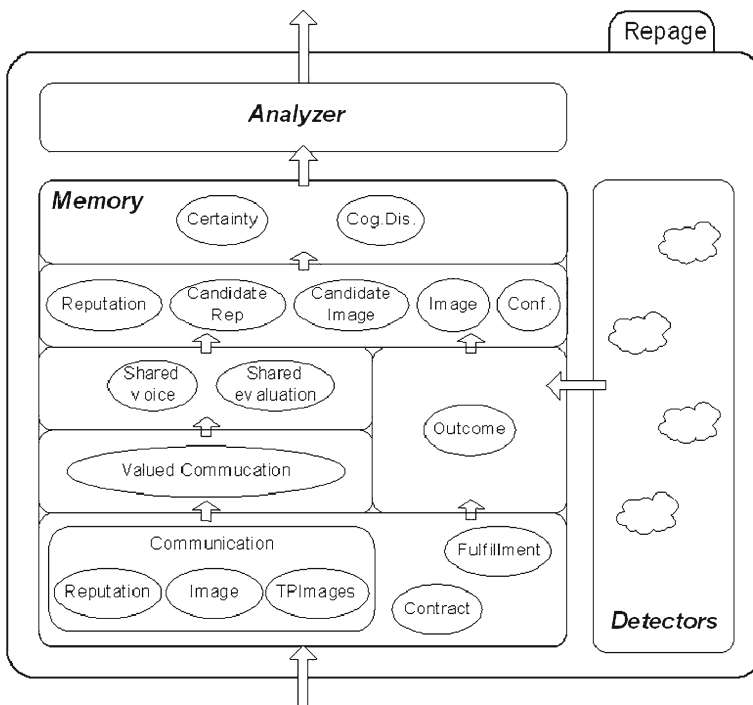 Repage
Analyzer
Memory
Certainty
Cog.Dis.
Reputation
Candidate
Rep
Candidate
Image
Image
Conf.
Shared
voice
Shared
evaluation
Outcome
Valued Commucation
Communication
Fulfillment
Reputation
Image
TPImages
Contract
Detectors